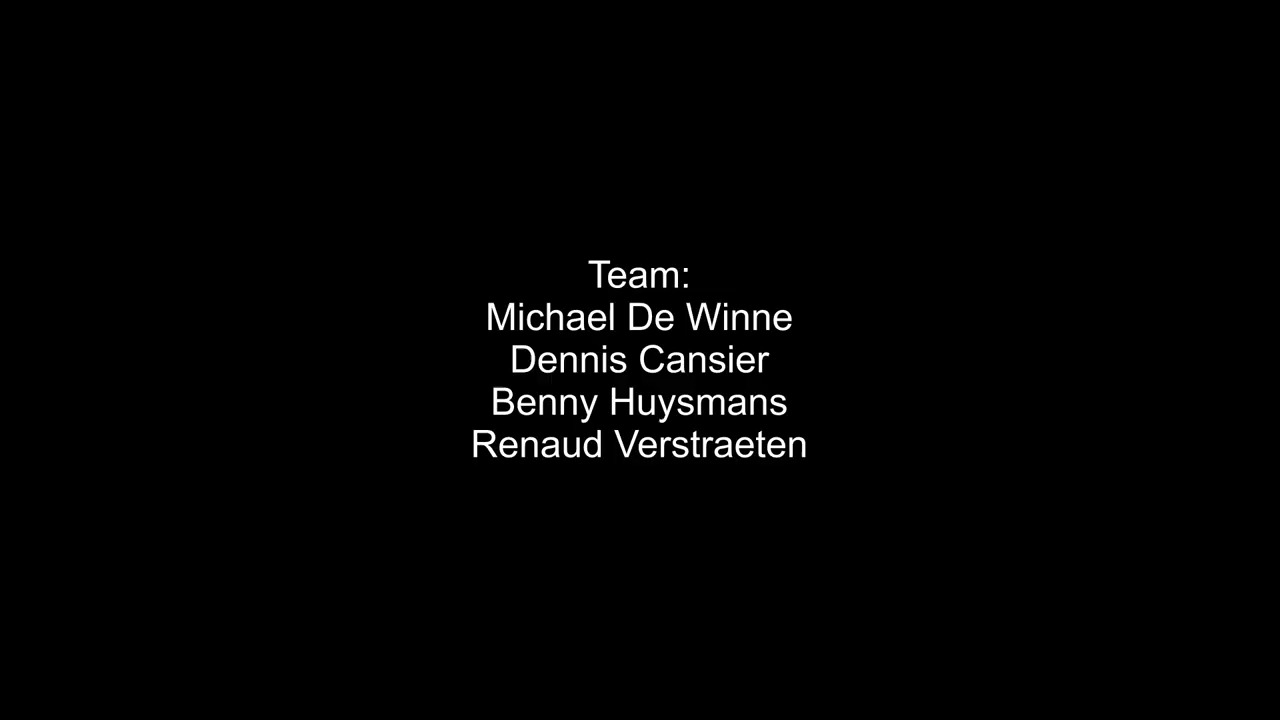 Team:
Michael De Winne
Dennis Cansier
Benny Huysmans
Renaud Verstraeten